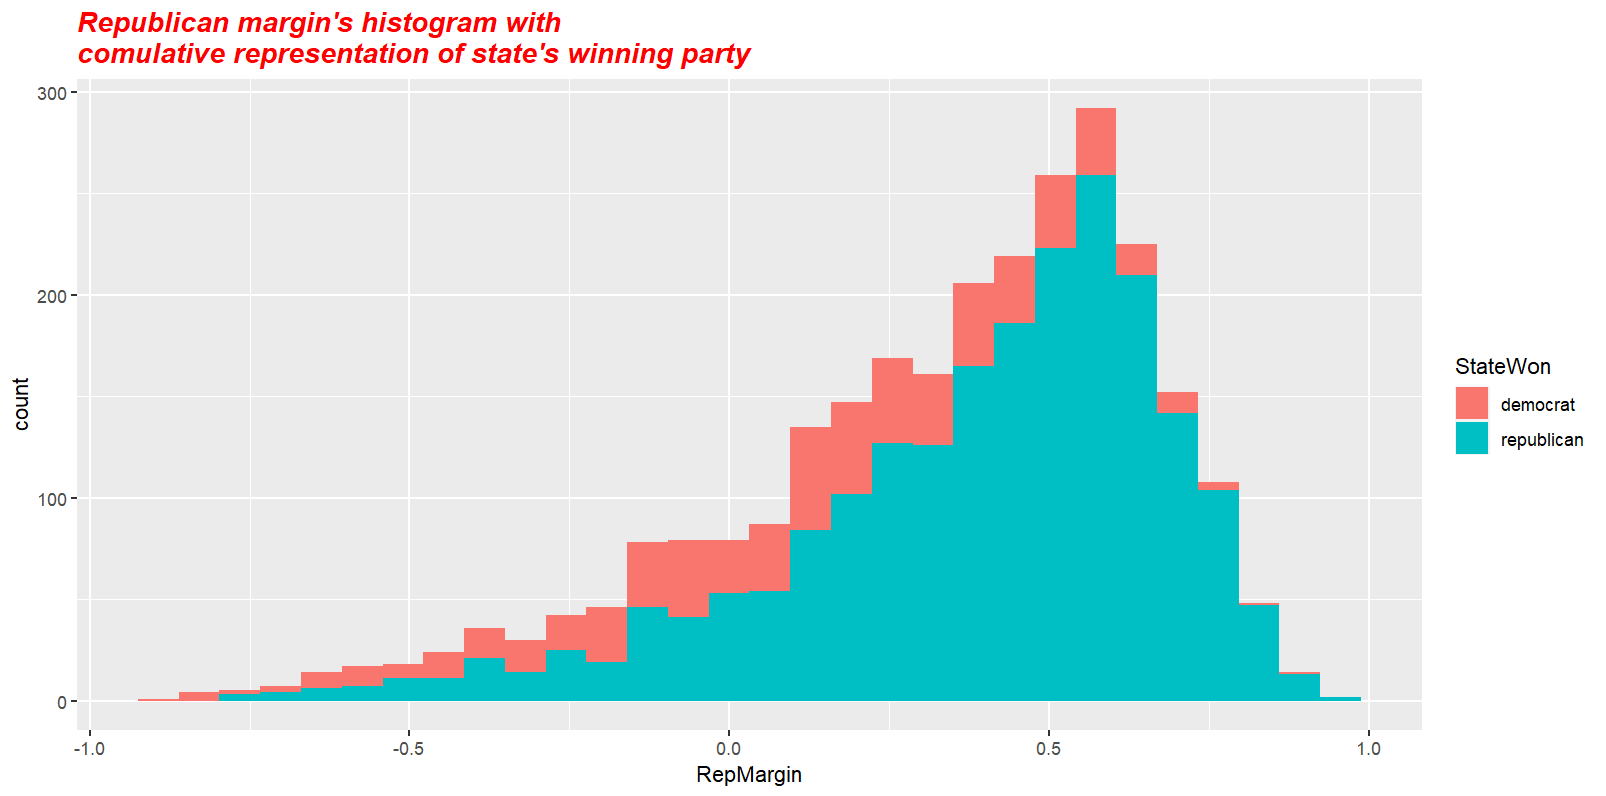 Republican margin's histogram with
comulative representation of state's winning party
300
200
100
0
count
-1.0
-0.5
0.0
0.5
1.0
RepMargin
StateWon
democrat
republican